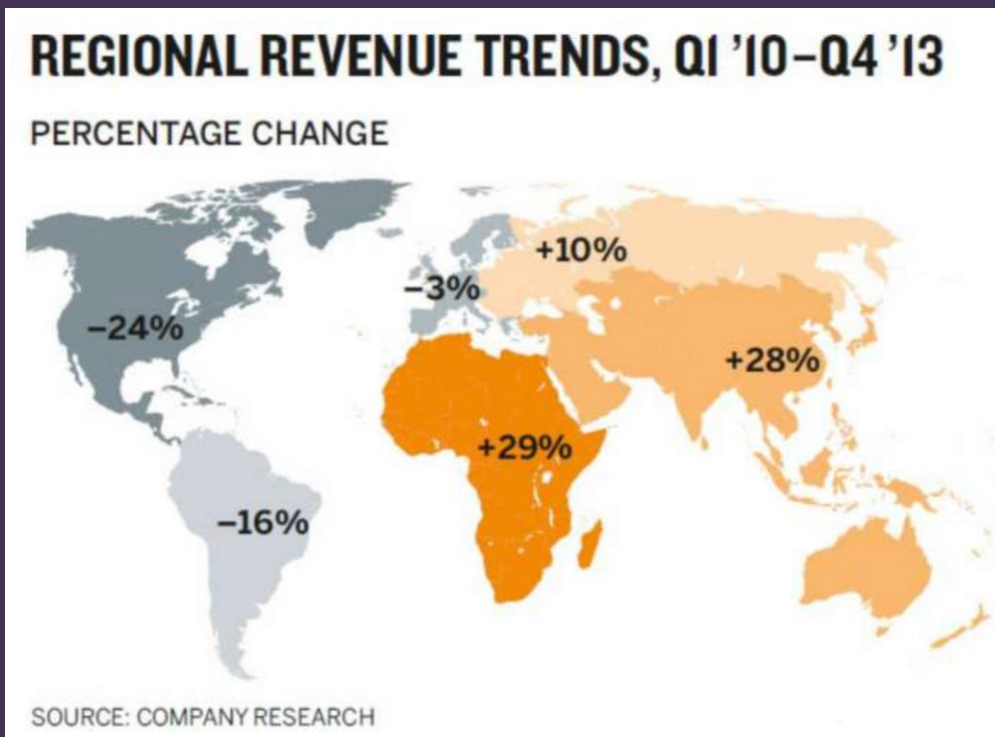 REGIONAL REVENUE TRENDS, Q1 ’10–Q4 ’13
PERCENTAGE CHANGE
+10%
–3%
–24%
+28%
+29%
–16%
SOURCE: COMPANY RESEARCH